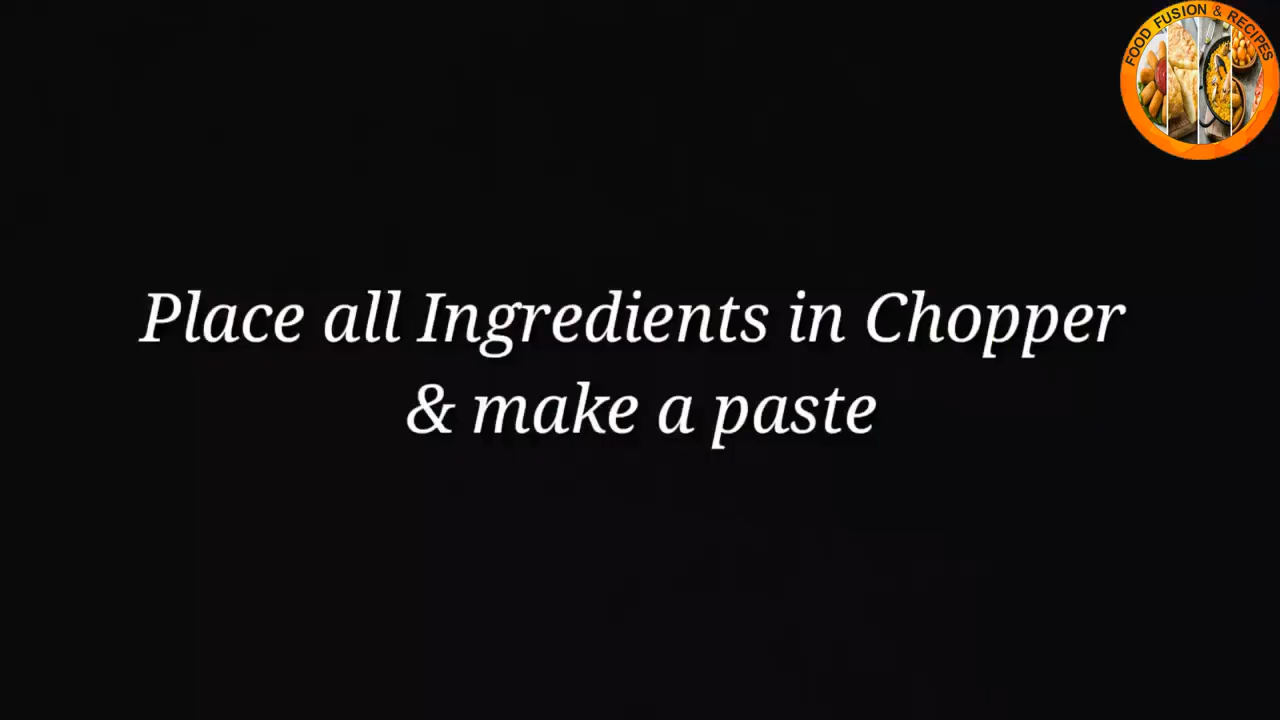 FOOD FUSION & RECIPES
Place all Ingredients in Chopper
& make a paste